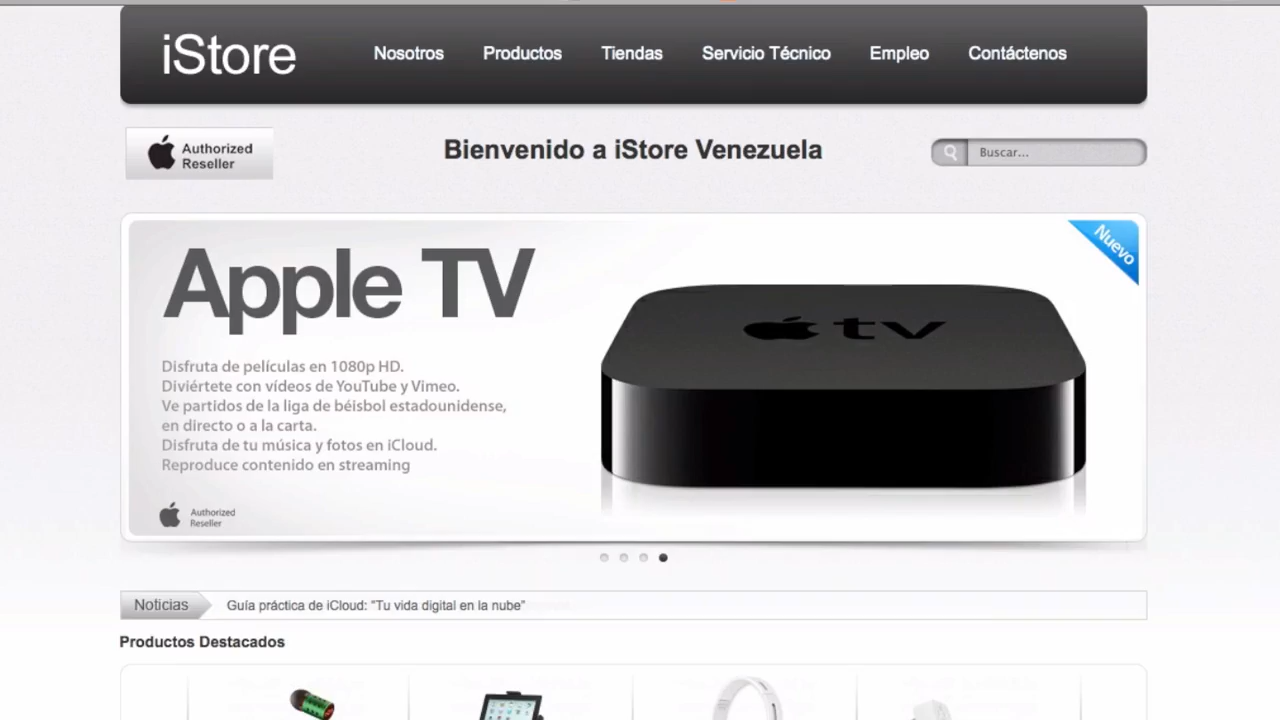 iStore
Nosotros Productos Tiendas Servicio Técnico Empleo Contáctenos
Authorized
Reseller
Bienvenido a iStore Venezuela
Buscar...
Apple TV
Nuevo
tv
Disfruta de películas en 1080p HD.
Diviértete con vídeos de YouTube y Vimeo.
Ve partidos de la liga de béisbol estadounidense,
en directo o a la carta.
Disfruta de tu música y fotos en iCloud.
Reproduce contenido en streaming
Authorized
Reseller
Noticias
Guía práctica de iCloud: "Tu vida digital en la nube"
Productos Destacados